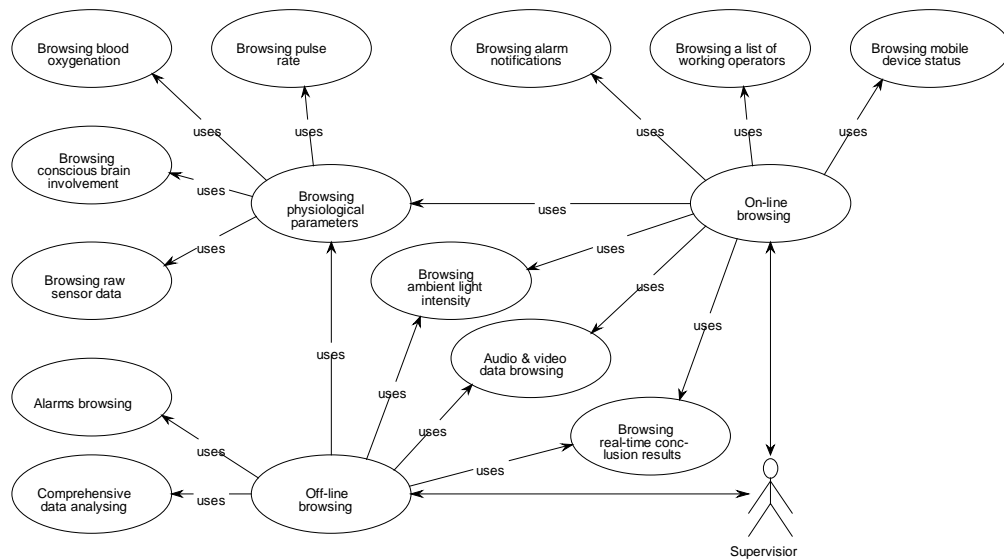 Browsing blood
oxygenation
Browsing pulse
rate
Browsing alarm
notifications
Browsing a list of
working operators
Browsing mobile
device status
uses
uses
uses
uses
uses
Browsing
conscious brain
involvement
uses
Browsing
physiological
parameters
uses
On-line
browsing
uses
uses
Browsing raw
sensor data
Browsing
ambient light
intensity
uses
uses
uses
Audio & video
data browsing
uses
Alarms browsing
uses
uses
Browsing
real-time conc-
lusion results
uses
Comprehensive
data analysing
uses
Off-line
browsing
Supervisior